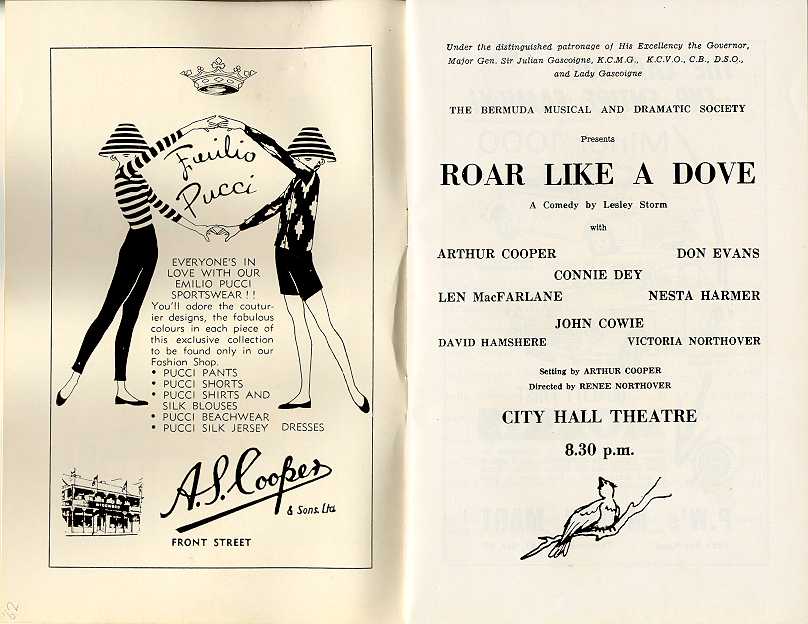 Emilio
Pucci
EVERYONE'S IN
LOVE WITH OUR
EMILIO PUCCI
SPORTSWEAR ! !
You'll adore the coutur-
ier designs, the fabulous
colours in each piece of
this exclusive collection
to be found only in our
Fashion Shop.
• PUCCI PANTS
• PUCCI SHORTS
• PUCCI SHIRTS AND
SILK BLOUSES
• PUCCI BEACHWEAR
• PUCCI SILK JERSEY DRESSES
A.S. Cooper
& Sons. Ltd.
FRONT STREET
Under the distinguished patronage of His Excellency the Governor,
Major Gen. Sir Julian Gascoigne, K.C.M.G., K.C.V.O., C.B., D.S.O.,
and Lady Gascoigne
THE BERMUDA MUSICAL AND DRAMATIC SOCIETY
Presents
ROAR LIKE A DOVE
A Comedy by Lesley Storm
with
ARTHUR COOPER DON EVANS
CONNIE DEY
LEN MacFARLANE NESTA HARMER
JOHN COWIE
DAVID HAMSHERE VICTORIA NORTHOVER
Setting by ARTHUR COOPER
Directed by RENEE NORTHOVER
CITY HALL THEATRE
8.30 p.m.